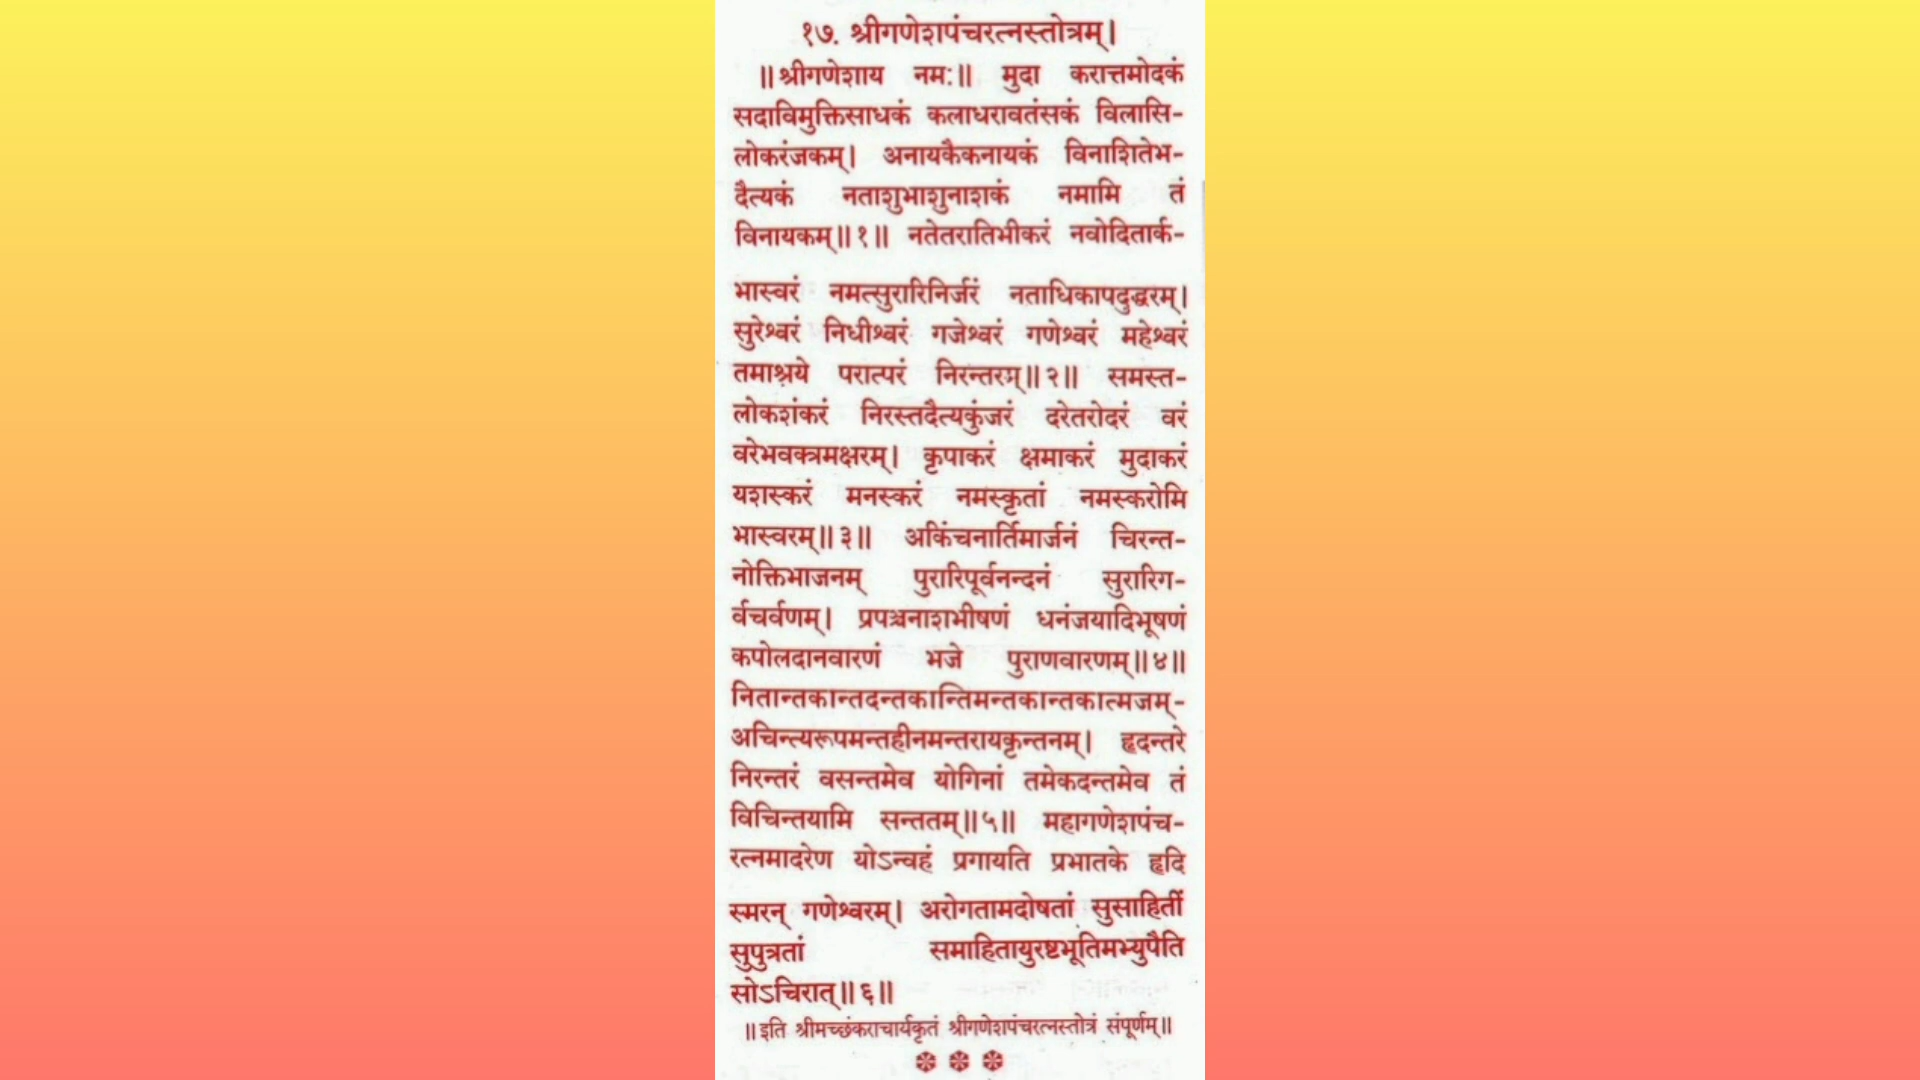 १७. श्रीगणेशपंचरत्नस्तोत्रम्।
॥ श्रीगणेशाय नम:॥ मुदा करात्तमोदकं
सदाविमुक्तिसाधकं कलाधरावतंसकं विलासि-
लोकरंजकम्। अनायकैकनायकं विनाशितेभ-
दैत्यकं नताशुभाशुनाशकं नमामि तं
विनायकम्॥१॥ नतेतरातिभीकरं नवोदितार्क-
भास्वरं नमत्सुरारिनिर्जरं नताधिकापदुद्धरम्।
सुरेश्वरं निधीश्वरं गजेश्वरं गणेश्वरं महेश्वरं
तमाश्रये परात्परं निरन्तरम्॥२॥ समस्त-
लोकशंकरं निरस्तदैत्यकुंजरं दरेतरोदरं वरं
वरेभवक्त्रमक्षरम्। कृपाकरं क्षमाकरं मुदाकरं
यशस्करं मनस्करं नमस्कृतां नमस्करोमि
भास्वरम्॥३॥ अकिंचनार्तिमार्जनं चिरन्त-
नोक्तिभाजनम् पुरारिपूर्वनन्दनं सुरारिग-
र्वचर्वणम्। प्रपञ्चनाशभीषणं धनंजयादिभूषणं
कपोलदानवारणं भजे पुराणवारणम्॥४॥
नितान्तकान्तदन्तकान्तिमन्तकान्तकात्मजम्-
अचिन्त्यरूपमन्तहीनमन्तरायकृन्तनम्। हृदन्तरे
निरन्तरं वसन्तमेव योगिनां तमेकदन्तमेव तं
विचिन्तयामि सन्ततम्॥५॥ महागणेशपंच-
रत्नमादरेण योऽन्वहं प्रगायति प्रभातके हृदि
स्मरन् गणेश्वरम्। अरोगतामदोषतां सुसाहितीं
सुपुत्रतां समाहितायुरष्टभूतिमभ्युपैति
सोऽचिरात्॥६॥
॥ इति श्रीमच्छंकराचार्यकृतं श्रीगणेशपंचरत्नस्तोत्रं संपूर्णम्॥